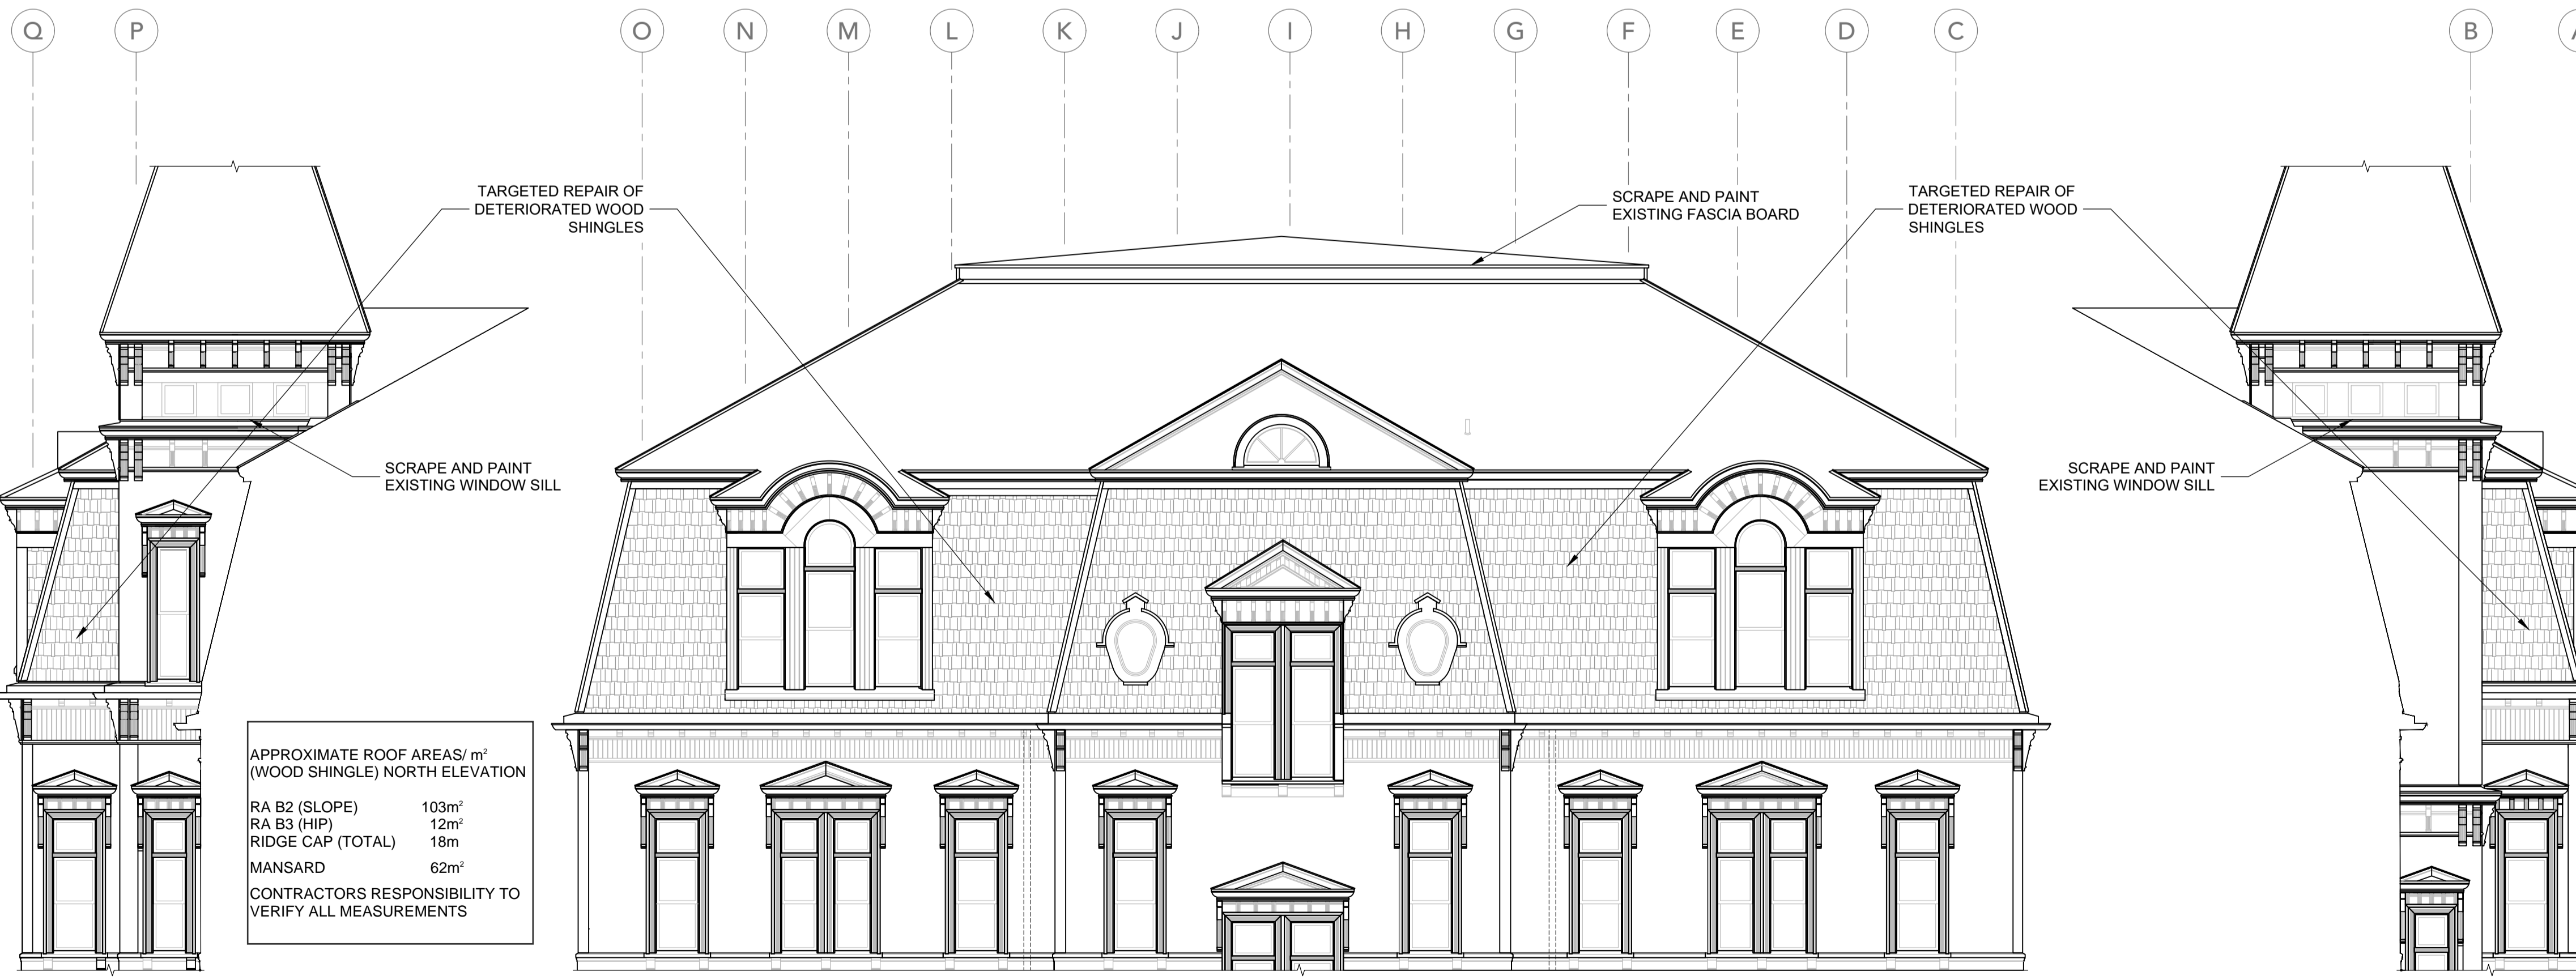 Q P O N M L K J I H G F E D C B
TARGETED REPAIR OF
DETERIORATED WOOD
SHINGLES
SCRAPE AND PAINT
EXISTING FASCIA BOARD
TARGETED REPAIR OF
DETERIORATED WOOD
SHINGLES
SCRAPE AND PAINT
EXISTING WINDOW SILL
SCRAPE AND PAINT
EXISTING WINDOW SILL
APPROXIMATE ROOF AREAS/ m²
(WOOD SHINGLE) NORTH ELEVATION
RA B2 (SLOPE) 103m²
RA B3 (HIP) 12m²
RIDGE CAP (TOTAL) 18m
MANSARD 62m²
CONTRACTORS RESPONSIBILITY TO
VERIFY ALL MEASUREMENTS